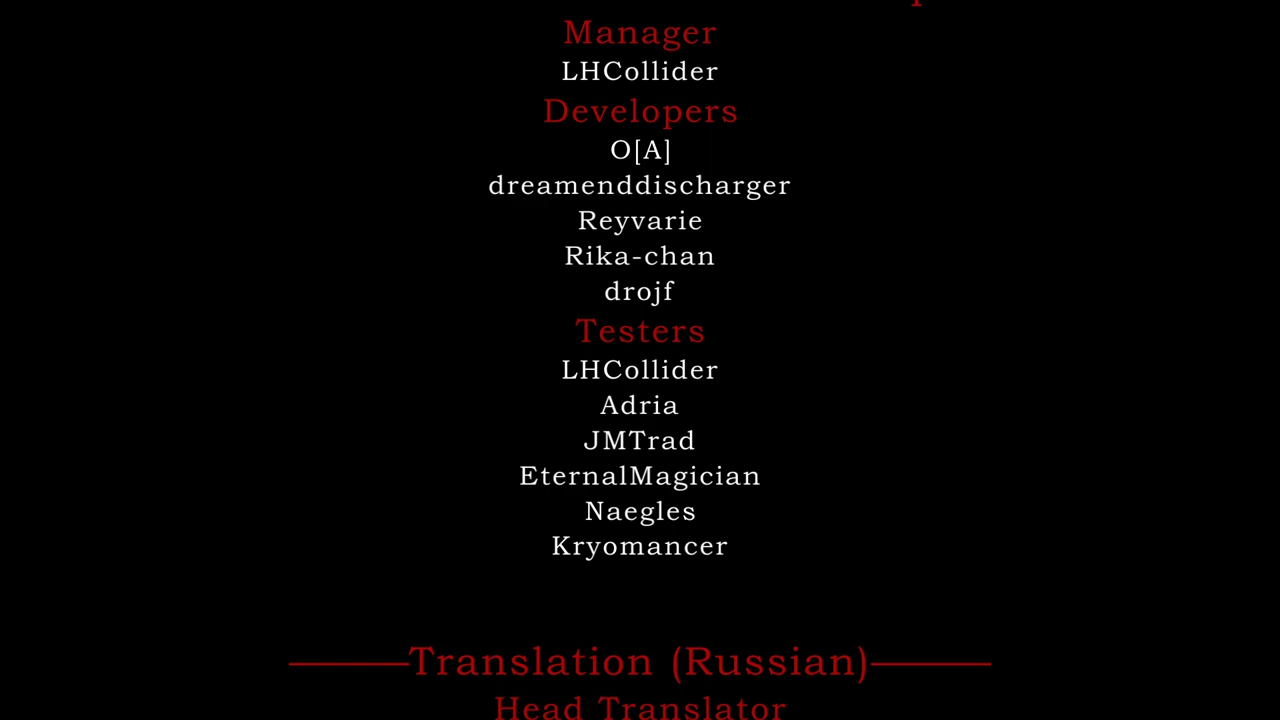 Manager
LHCollider
Developers
O[A]
dreamenddischarger
Reyvarie
Rika-chan
drojf
Testers
LHCollider
Adria
JMTrad
EternalMagician
Naegles
Kryomancer
Translation (Russian)
Head Translator